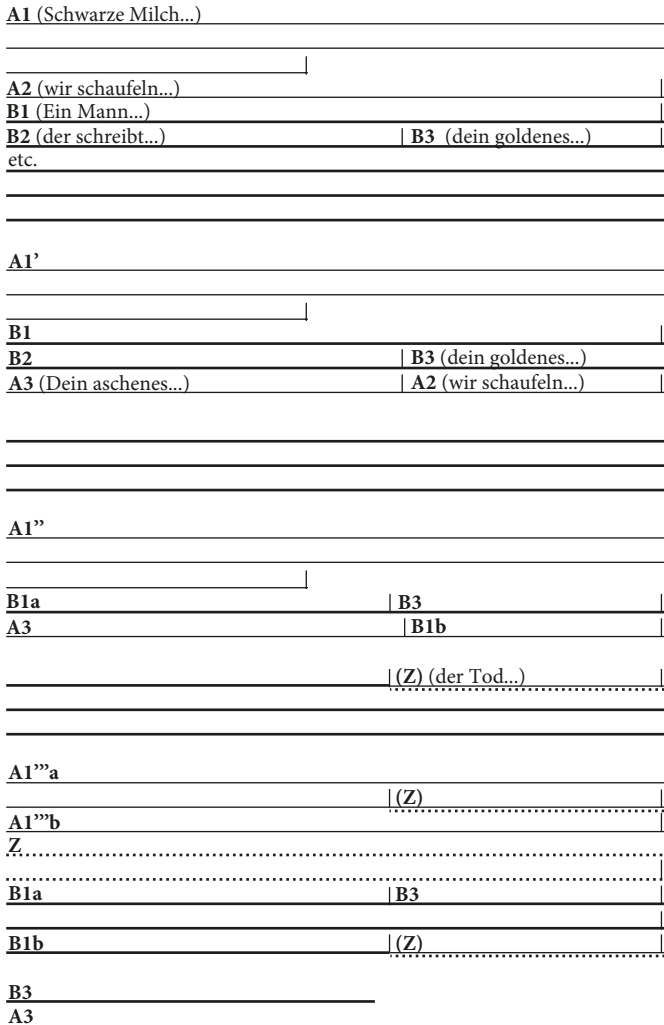 A1 (Schwarze Milch...)
A2 (wir schaufeln...)
B1 (Ein Mann...)
B2 (der schreibt...) B3 (dein goldenes...)
etc.
A1’
B1
B2 B3 (dein goldenes...)
A3 (Dein aschenes...) A2 (wir schaufeln...)
A1’’
B1a B3
A3 B1b
(Z) (der Tod...)
A1’’’a
(Z)
A1’’’b
Z
B1a B3
B1b (Z)
B3
A3